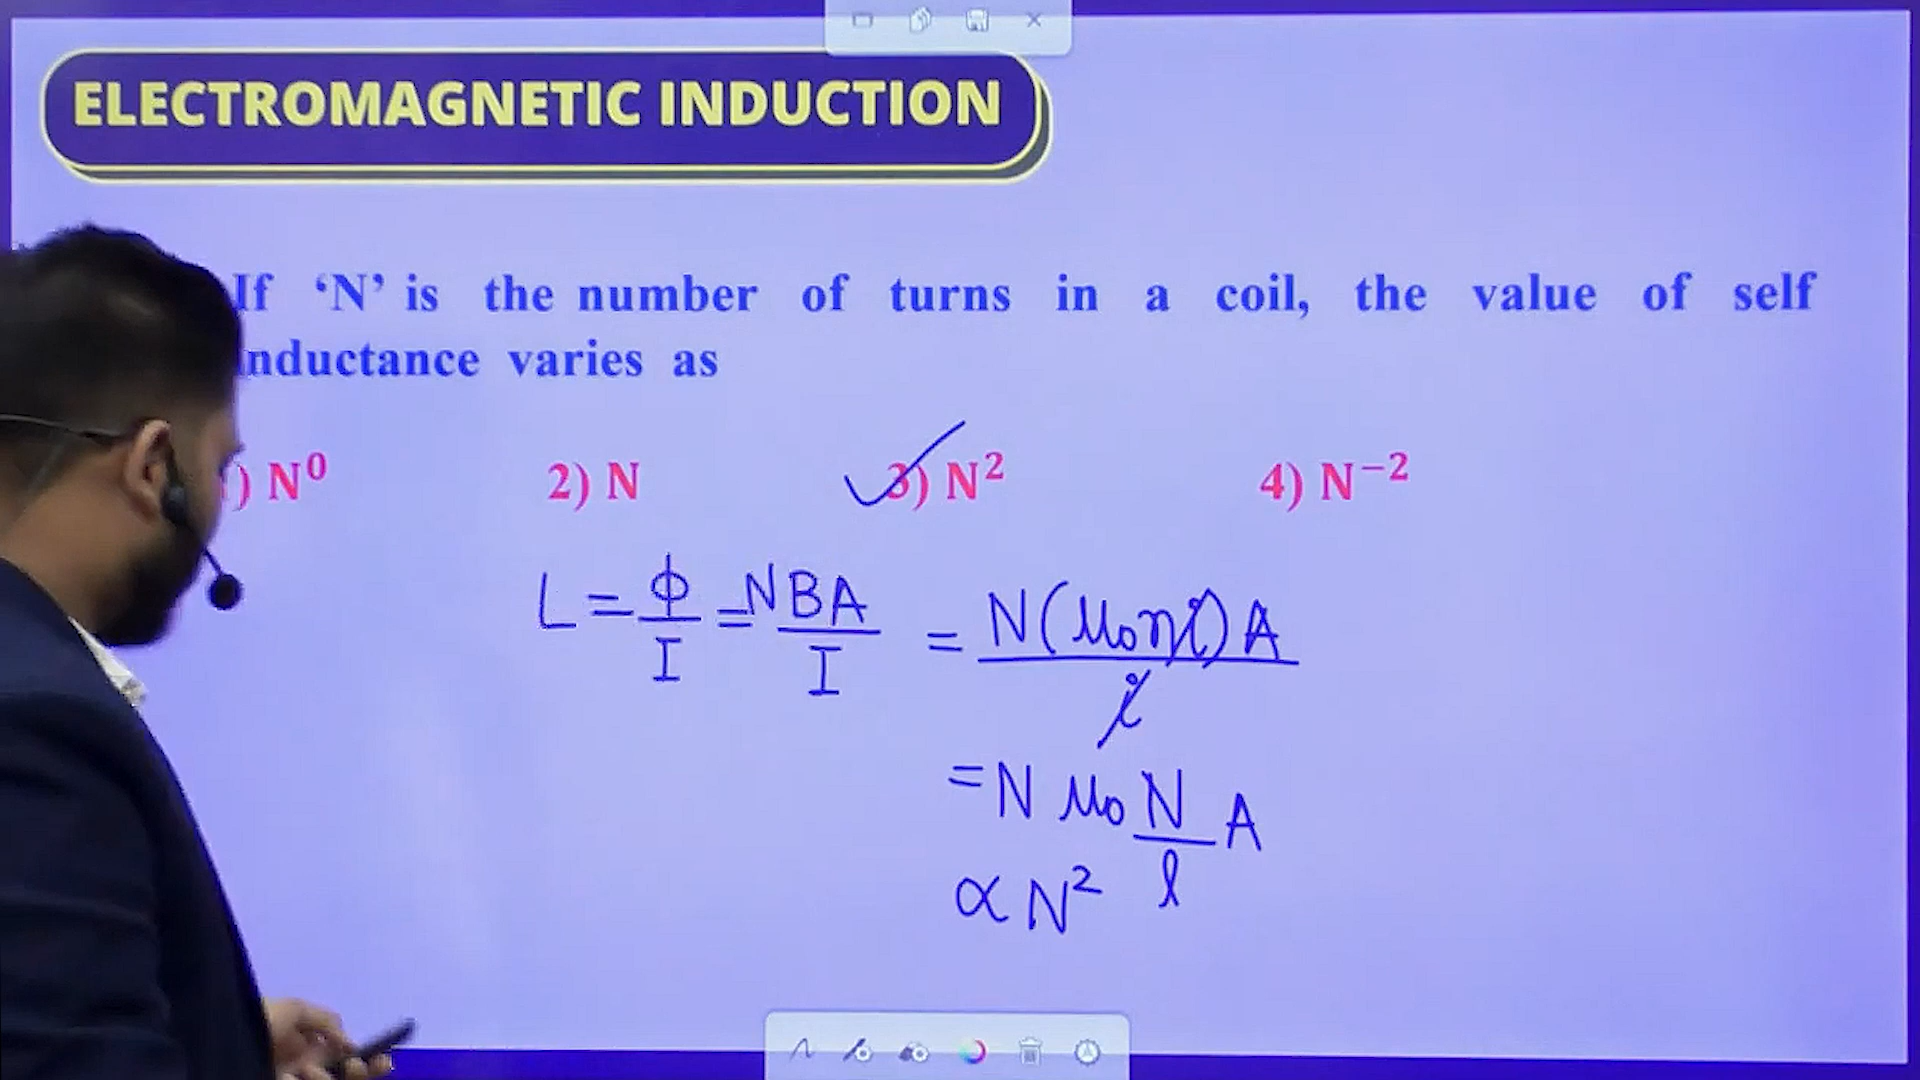 ELECTROMAGNETIC INDUCTION
If ‘N’ is the number of turns in a coil, the value of self
nductance varies as
) N⁰ 2) N 3) N² 4) N⁻²
L = ϕ/I = NBA/I = N(μ₀ni)A/i
= N μ₀ N/l A
∝ N²